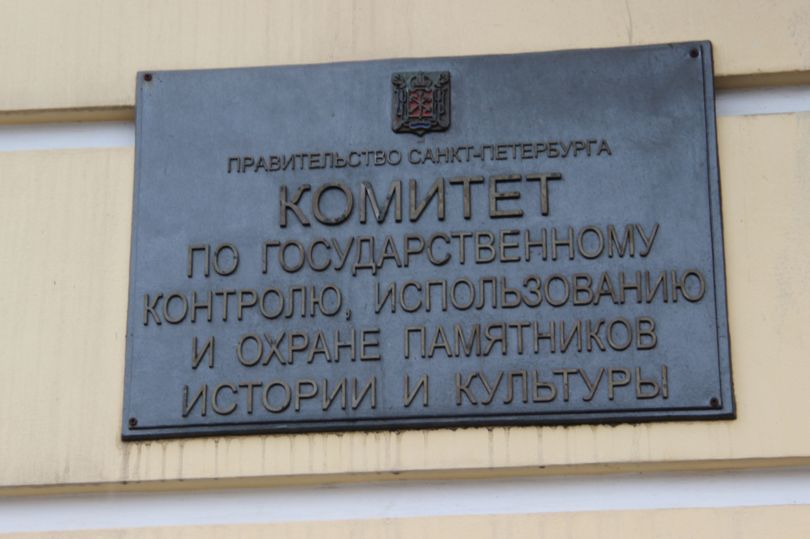 ПРАВИТЕЛЬСТВО САНКТ-ПЕТЕРБУРГА
КОМИТЕТ
ПО ГОСУДАРСТВЕННОМУ
КОНТРОЛЮ, ИСПОЛЬЗОВАНИЮ
И ОХРАНЕ ПАМЯТНИКОВ
ИСТОРИИ И КУЛЬТУРЫ